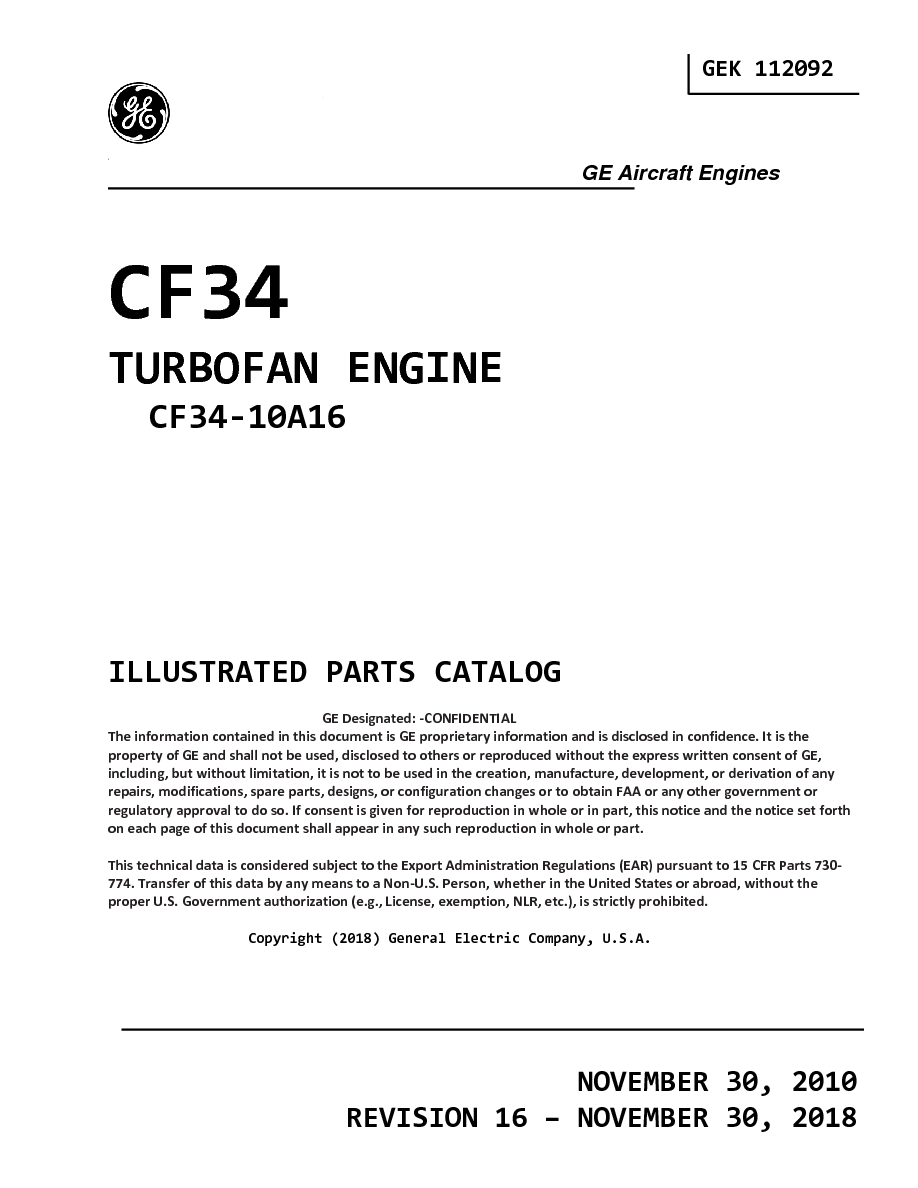 GEK 112092
GE
GE Aircraft Engines
CF34
TURBOFAN ENGINE
CF34-10A16
ILLUSTRATED PARTS CATALOG
GE Designated: -CONFIDENTIAL
The information contained in this document is GE proprietary information and is disclosed in confidence. It is the
property of GE and shall not be used, disclosed to others or reproduced without the express written consent of GE,
including, but without limitation, it is not to be used in the creation, manufacture, development, or derivation of any
repairs, modifications, spare parts, designs, or configuration changes or to obtain FAA or any other government or
regulatory approval to do so. If consent is given for reproduction in whole or in part, this notice and the notice set forth
on each page of this document shall appear in any such reproduction in whole or part.
This technical data is considered subject to the Export Administration Regulations (EAR) pursuant to 15 CFR Parts 730-
774. Transfer of this data by any means to a Non-U.S. Person, whether in the United States or abroad, without the
proper U.S. Government authorization (e.g., License, exemption, NLR, etc.), is strictly prohibited.
Copyright (2018) General Electric Company, U.S.A.
NOVEMBER 30, 2010
REVISION 16 – NOVEMBER 30, 2018